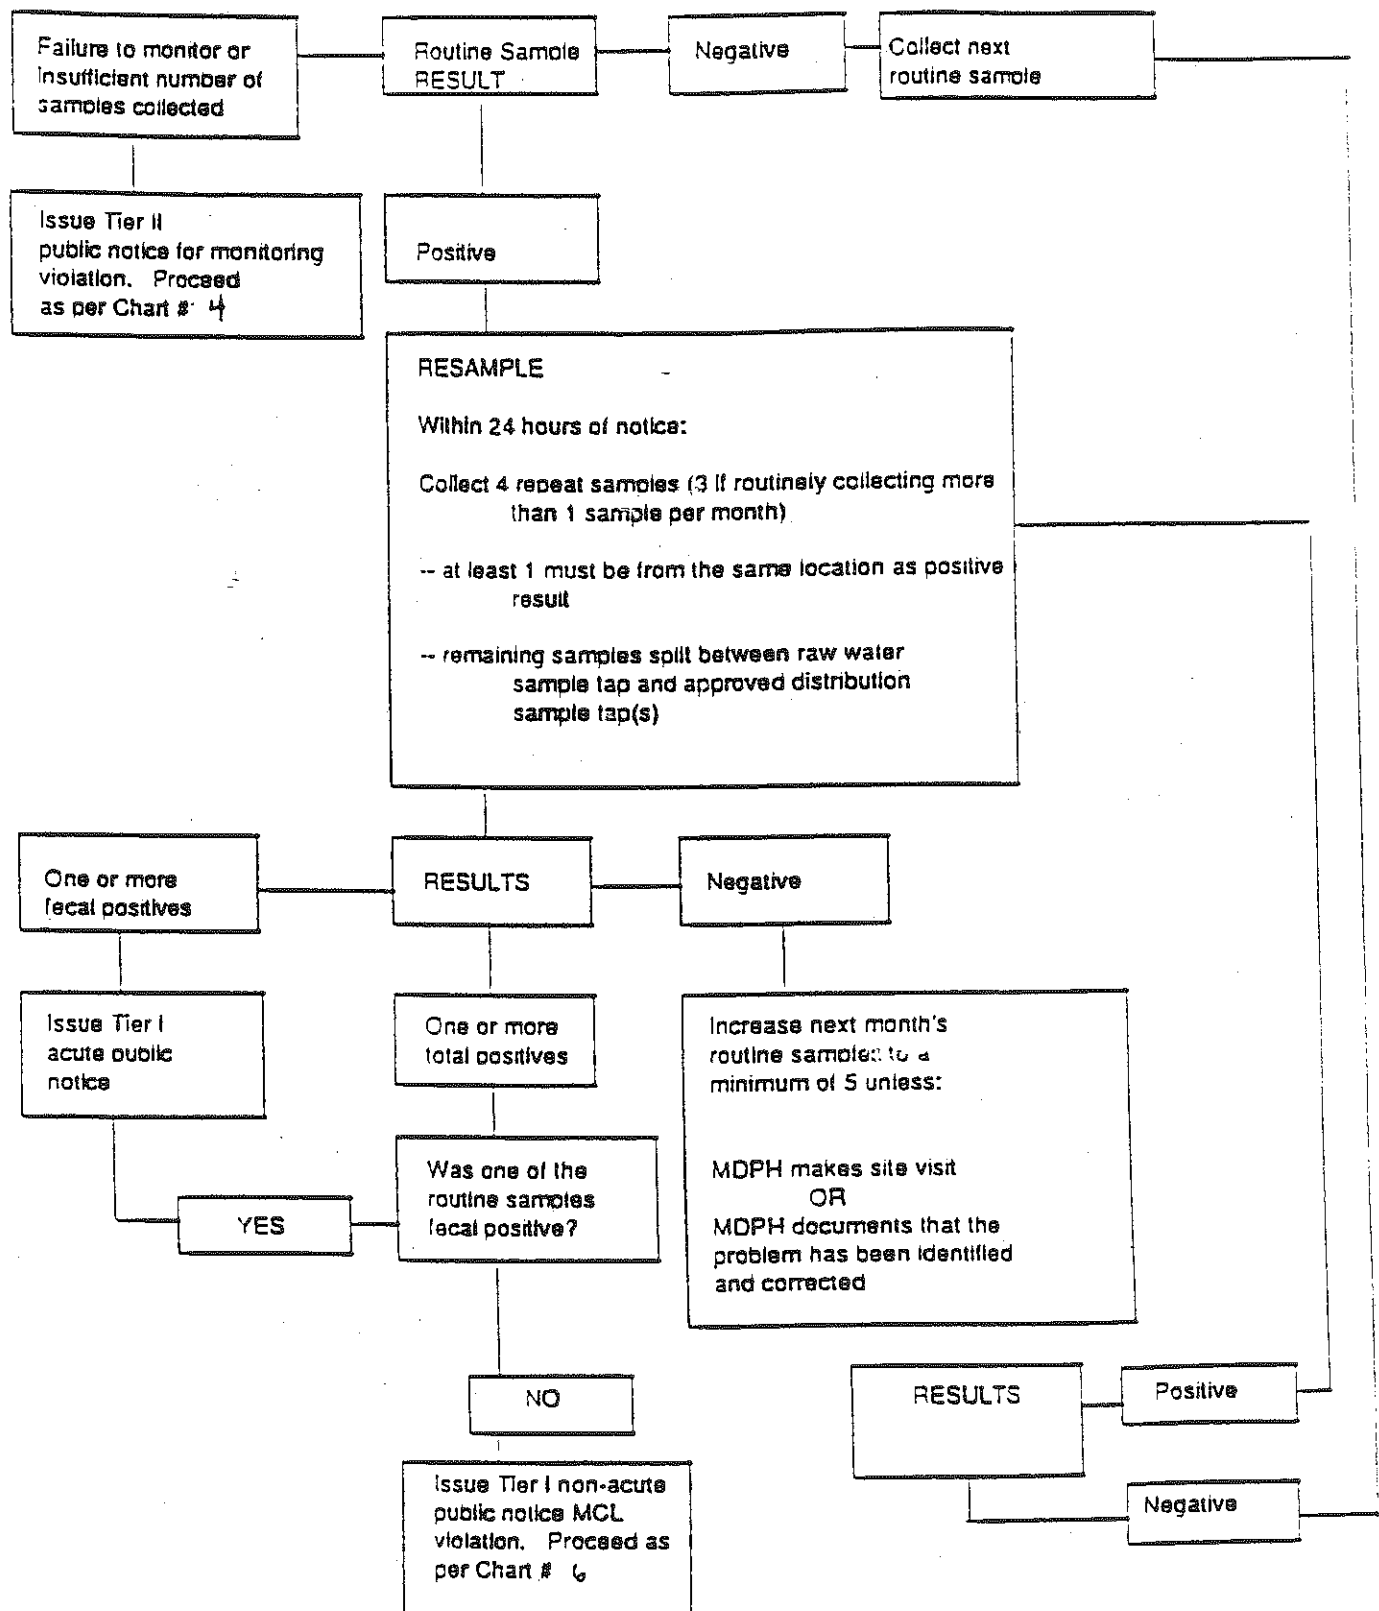 Failure to monitor or
insufficient number of
samples collected
Routine Sample
RESULT
Negative
Collect next
routine sample
Issue Tier II
public notice for monitoring
violation. Proceed
as per Chart # 4
Positive
RESAMPLE
Within 24 hours of notice:
Collect 4 repeat samples (3 if routinely collecting more
than 1 sample per month)
-- at least 1 must be from the same location as positive
result
-- remaining samples split between raw water
sample tap and approved distribution
sample tap(s)
One or more
fecal positives
RESULTS
Negative
Issue Tier I
acute public
notice
One or more
total positives
Increase next month's
routine samples to a
minimum of 5 unless:
MDPH makes site visit
OR
MDPH documents that the
problem has been identified
and corrected
YES
Was one of the
routine samples
fecal positive?
NO
RESULTS
Positive
Negative
Issue Tier I non-acute
public notice MCL
violation. Proceed as
per Chart # 6